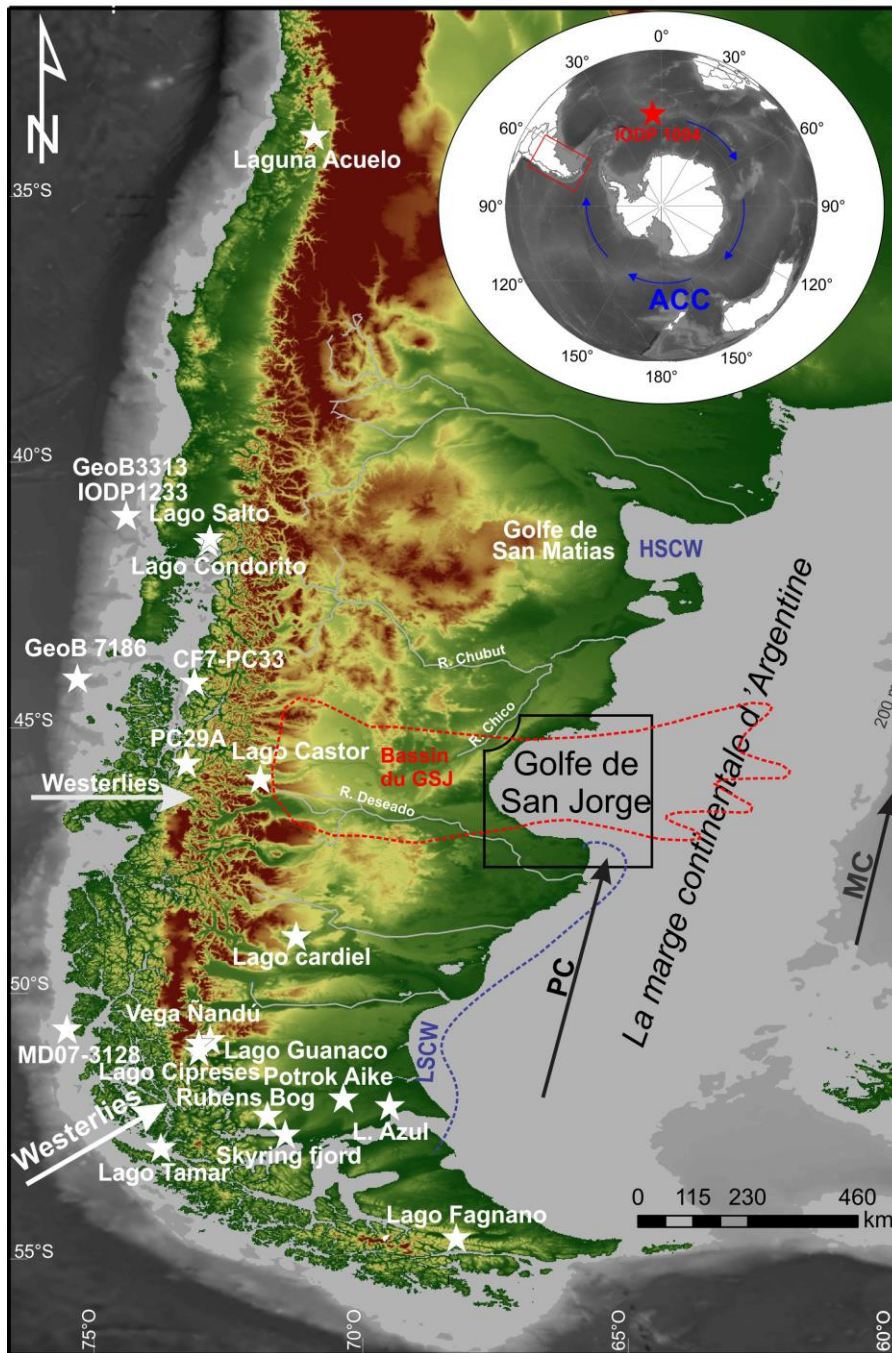 N
Laguna Acuelo
35°S
0°
30°
30°
60°
60°
90°
90°
120°
120°
150°
150°
180°
IODP 1094
ACC
40°S
GeoB3313
IODP1233
Lago Salto
Lago Condorito
Golfe de
San Matias
HSCW
GeoB 7186
CF7-PC33
R. Chubut
R. Chico
45°S
PC29A
Lago Castor
Westerlies
Bassin
du GSJ
R. Deseado
Golfe de
San Jorge
La marge continentale d'Argentine
200 m
MC
PC
Lago cardiel
50°S
Vega Ñandú
MD07-3128
Lago Guanaco
Lago Cipreses
Potrok Aike
Rubens Bog
LSCW
Westerlies
L. Azul
Skyring fjord
Lago Tamar
Lago Fagnano
0 115 230 460
km
55°S
75°O
70°O
65°O
60°O